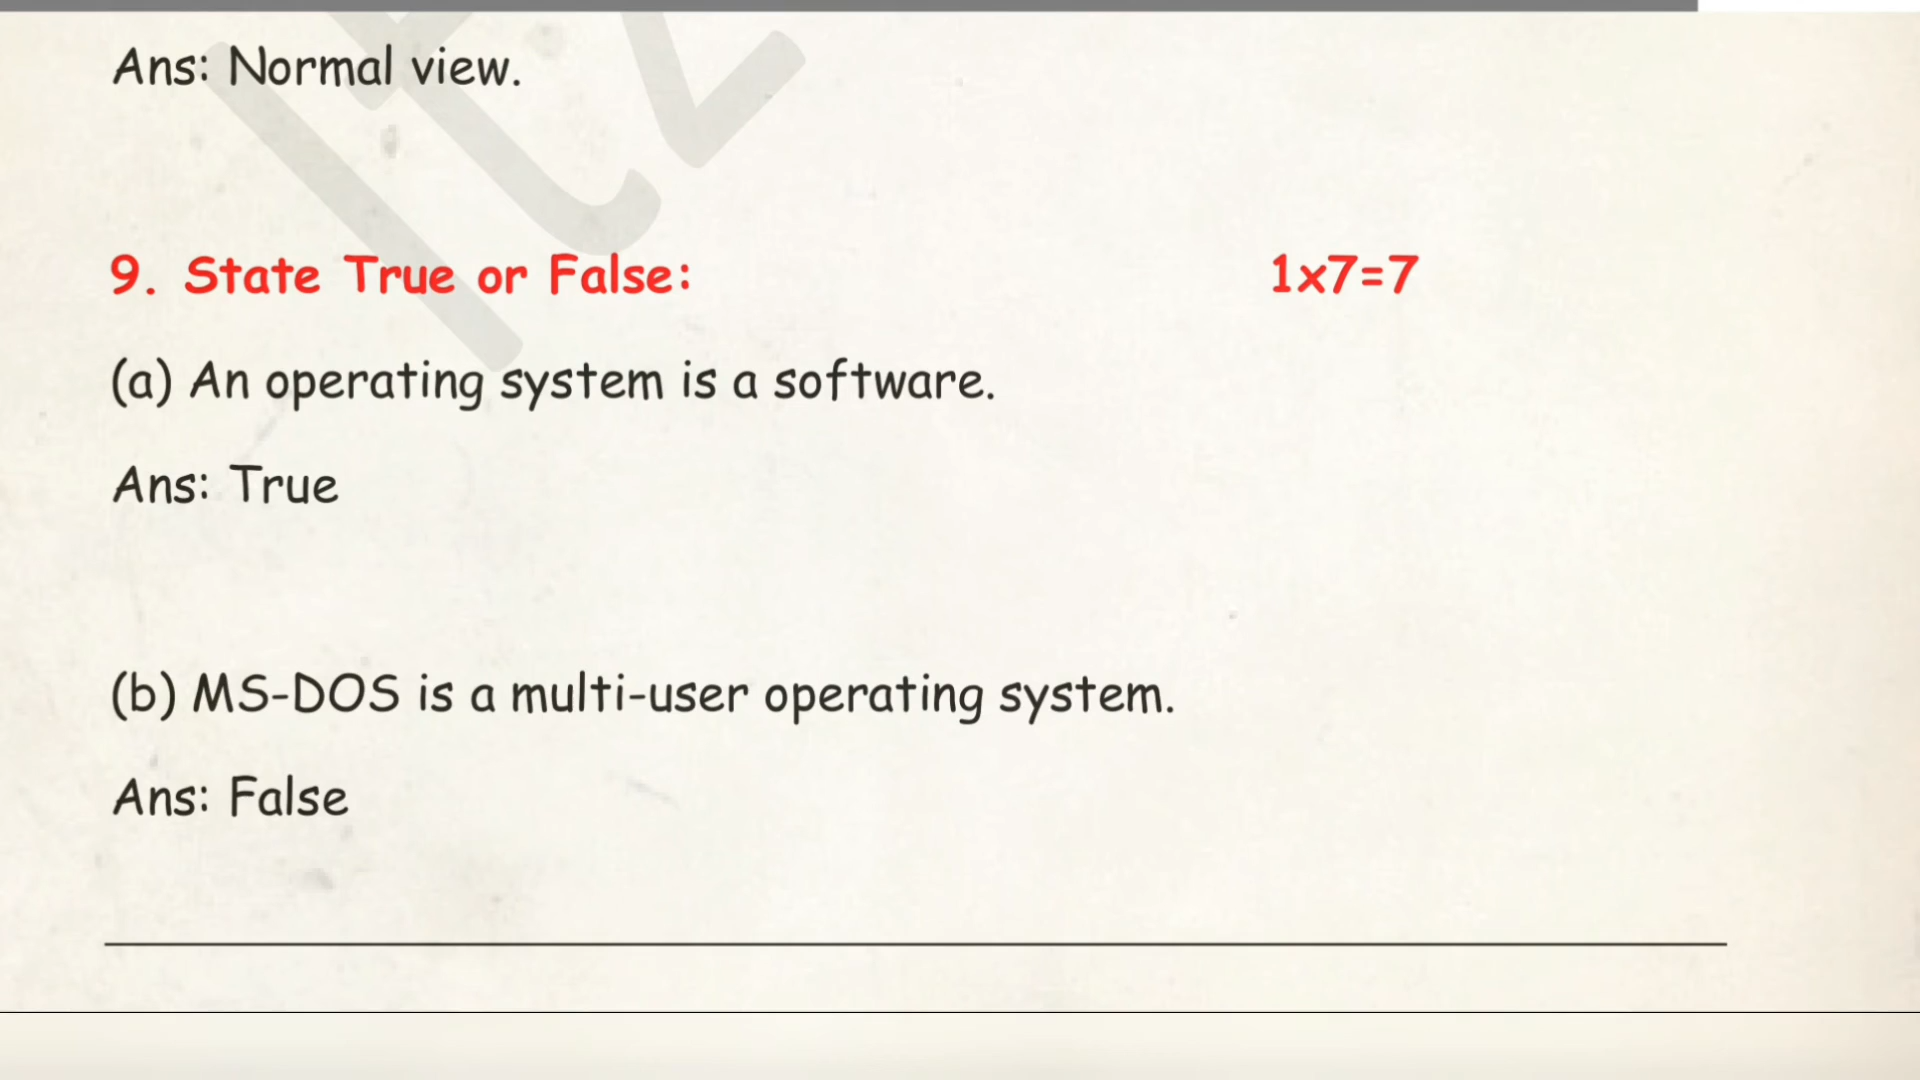 Ans: Normal view.
9. State True or False: 1x7=7
(a) An operating system is a software.
Ans: True
(b) MS-DOS is a multi-user operating system.
Ans: False